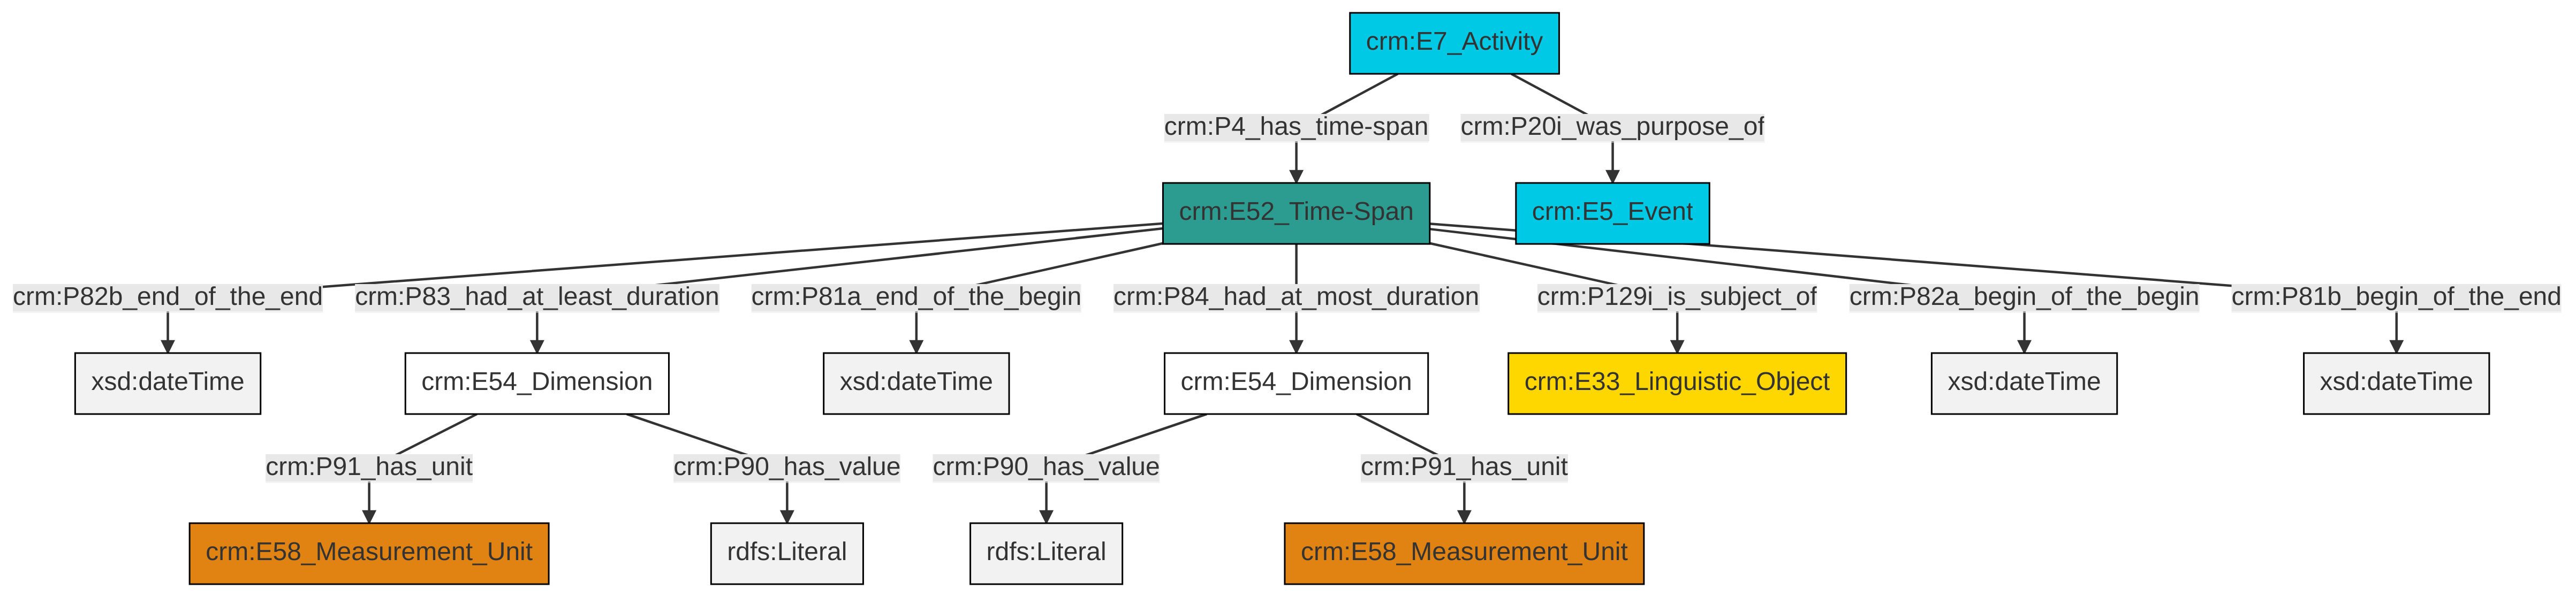 crm:E7_Activity
crm:P4_has_time-span
crm:P20i_was_purpose_of
crm:E52_Time-Span
crm:E5_Event
crm:P82b_end_of_the_end
crm:P83_had_at_least_duration
crm:P81a_end_of_the_begin
crm:P84_had_at_most_duration
crm:P129i_is_subject_of
crm:P82a_begin_of_the_begin
crm:P81b_begin_of_the_end
xsd:dateTime
crm:E54_Dimension
xsd:dateTime
crm:E54_Dimension
crm:E33_Linguistic_Object
xsd:dateTime
xsd:dateTime
crm:P91_has_unit
crm:P90_has_value
crm:P90_has_value
crm:P91_has_unit
crm:E58_Measurement_Unit
rdfs:Literal
rdfs:Literal
crm:E58_Measurement_Unit